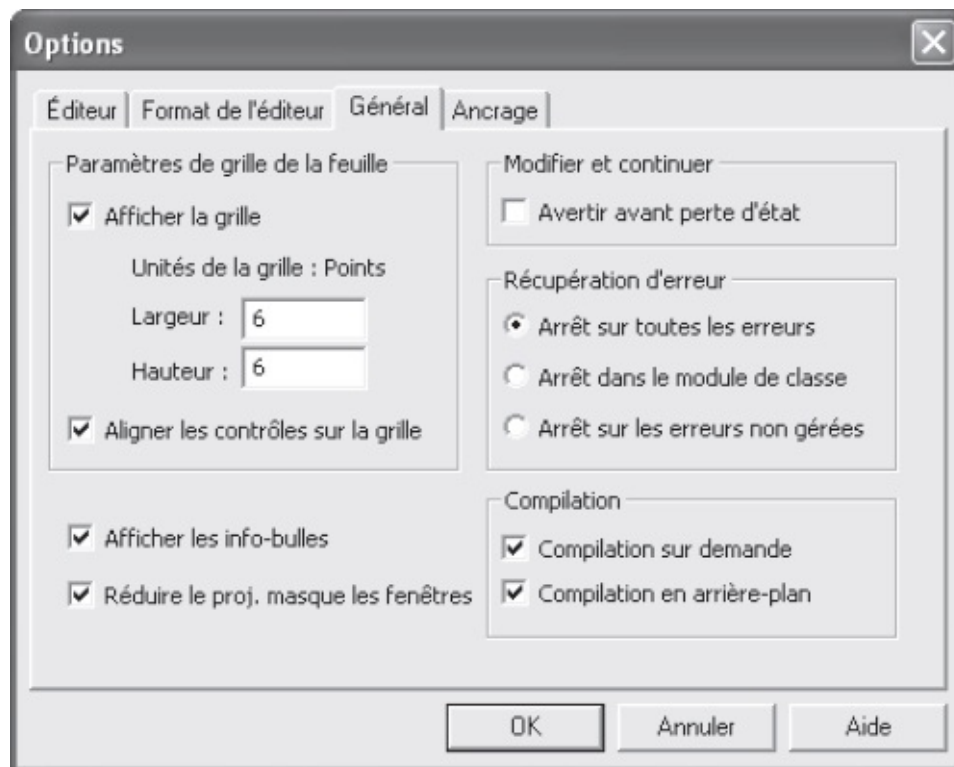 Options
Éditeur
Format de l'éditeur
Général
Ancrage
Paramètres de grille de la feuille
Afficher la grille
Unités de la grille : Points
Largeur : 6
Hauteur : 6
Aligner les contrôles sur la grille
Afficher les info-bulles
Réduire le proj. masque les fenêtres
Modifier et continuer
Avertir avant perte d'état
Récupération d'erreur
Arrêt sur toutes les erreurs
Arrêt dans le module de classe
Arrêt sur les erreurs non gérées
Compilation
Compilation sur demande
Compilation en arrière-plan
OK
Annuler
Aide